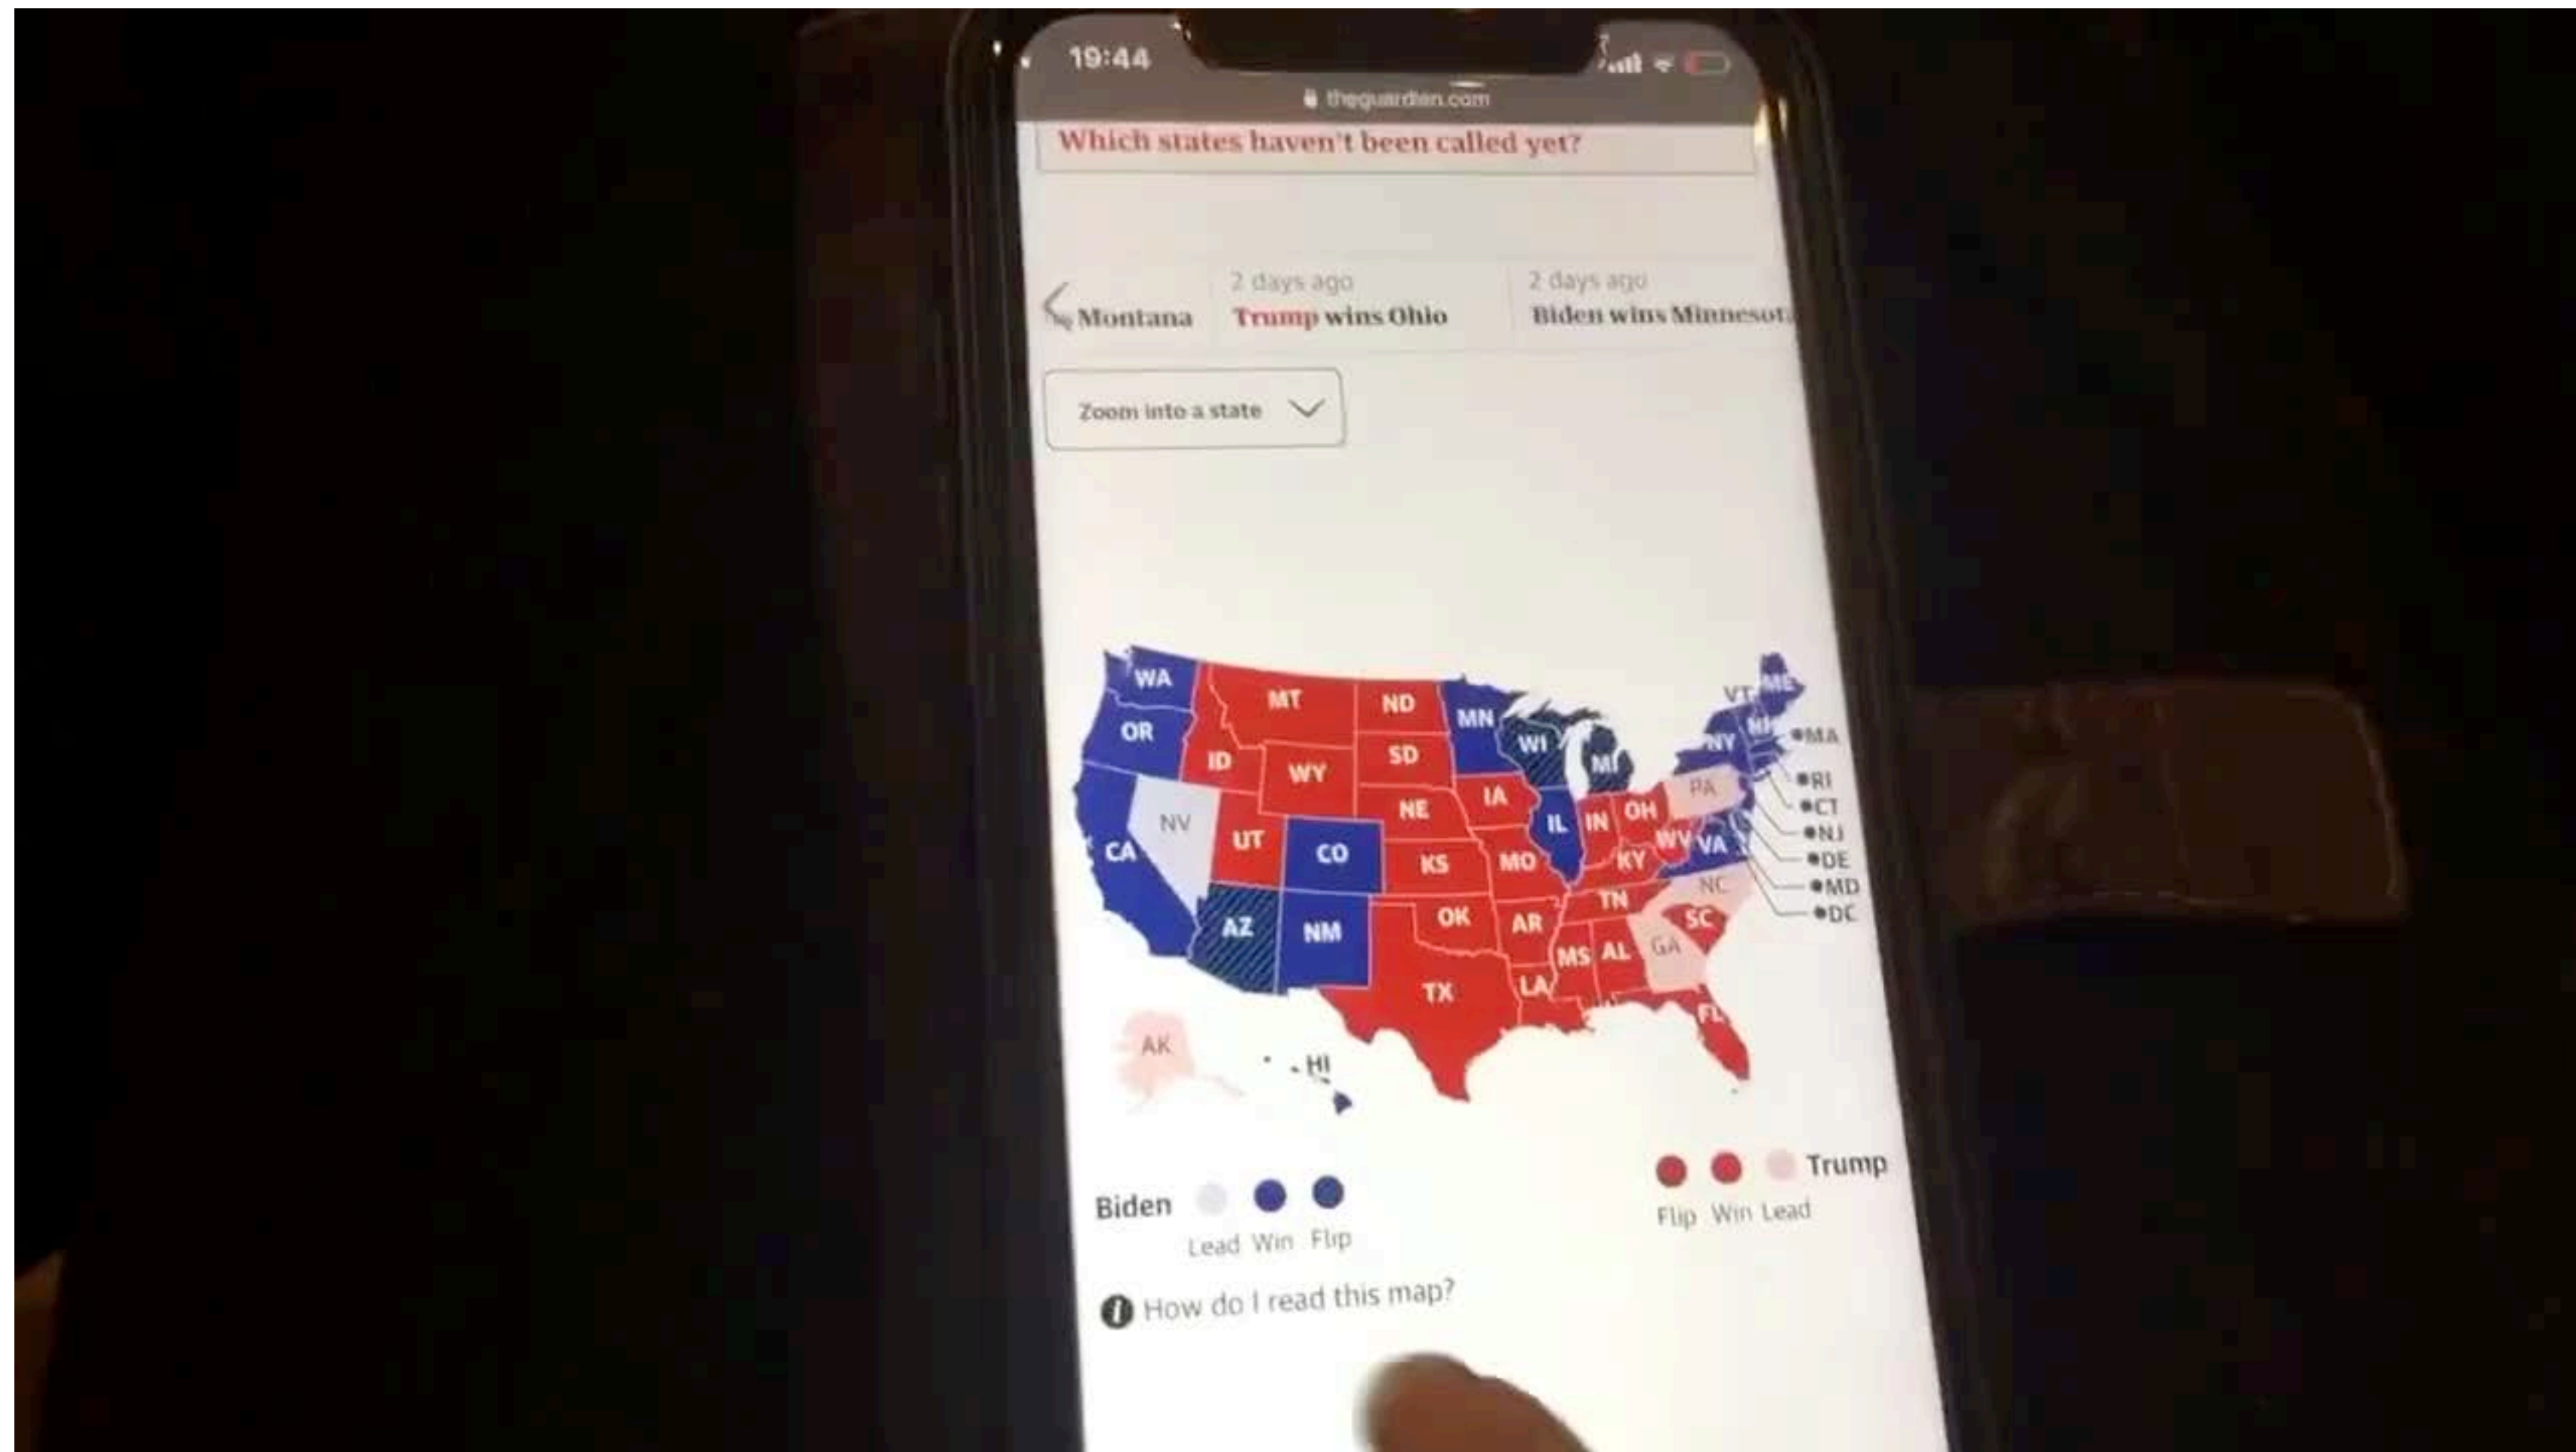 19:44
theguardian.com
Which states haven't been called yet?
2 days ago
2 days ago
Montana
Trump wins Ohio
Biden wins Minnesot
Zoom into a state
WA
MT
ND
MN
VT
ME
OR
ID
WY
SD
WI
MI
NY
NH
MA
NV
UT
NE
IA
PA
RI
CA
CO
KS
MO
IL
IN
OH
CT
WV
VA
NJ
KY
DE
AZ
NM
OK
AR
TN
NC
MD
SC
DC
TX
LA
MS
AL
GA
FL
AK
HI
Biden
Lead Win Flip
Trump
Flip Win Lead
i How do I read this map?